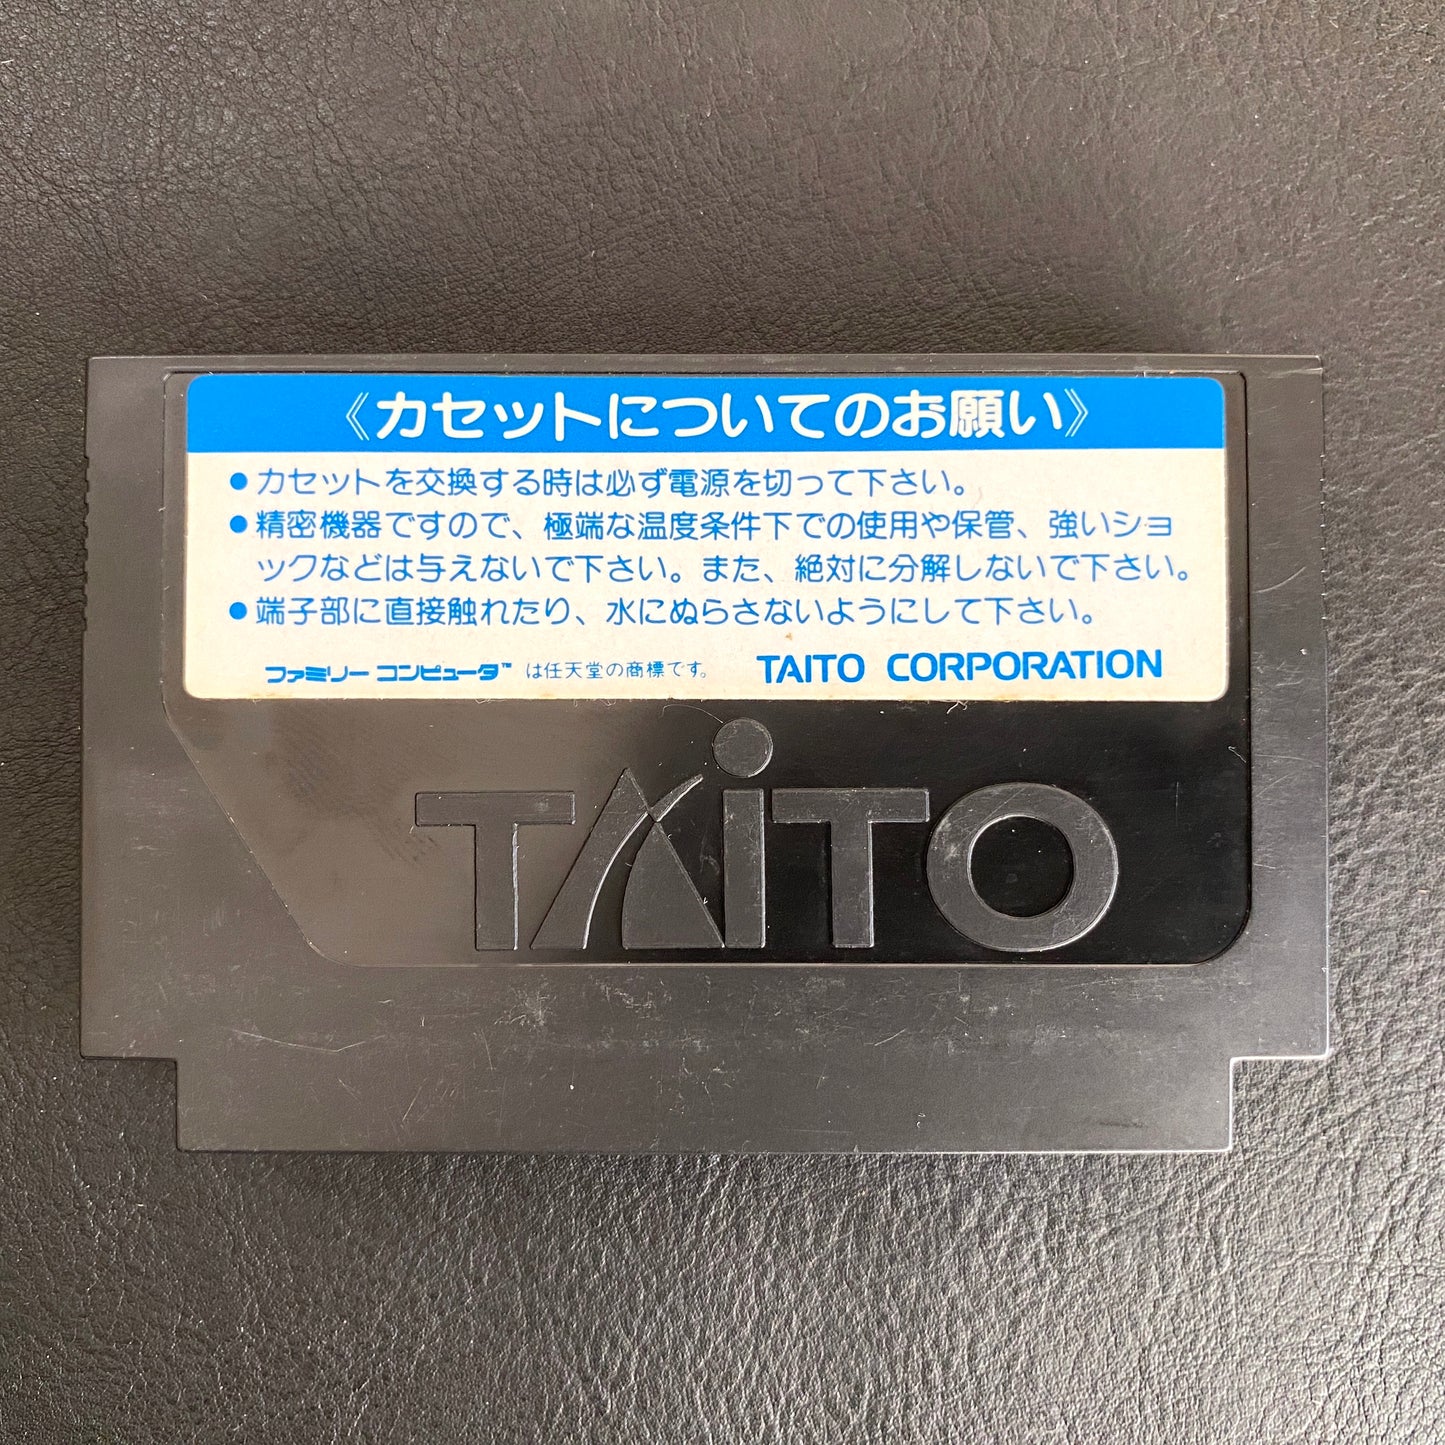 《カセットについてのお願い》
●カセットを交換する時は必ず電源を切って下さい。
●精密機器ですので、極端な温度条件下での使用や保管、強いショ
ックなどは与えないで下さい。また、絶対に分解しないで下さい。
●端子部に直接触れたり、水にぬらさないようにして下さい。
ファミリーコンピュータ™ は任天堂の商標です。 TAITO CORPORATION
TAITO